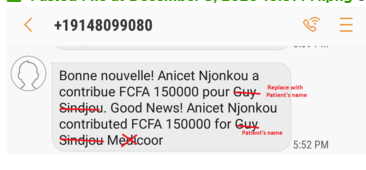 +19148099080
Bonne nouvelle! Anicet Njonkou a
contribue FCFA 150000 pour Guy
Replace with
Patient's name
Sindjou. Good News! Anicet Njonkou
contributed FCFA 150000 for Guy
Patient's name
Sindjou Medicoor
5:52 PM